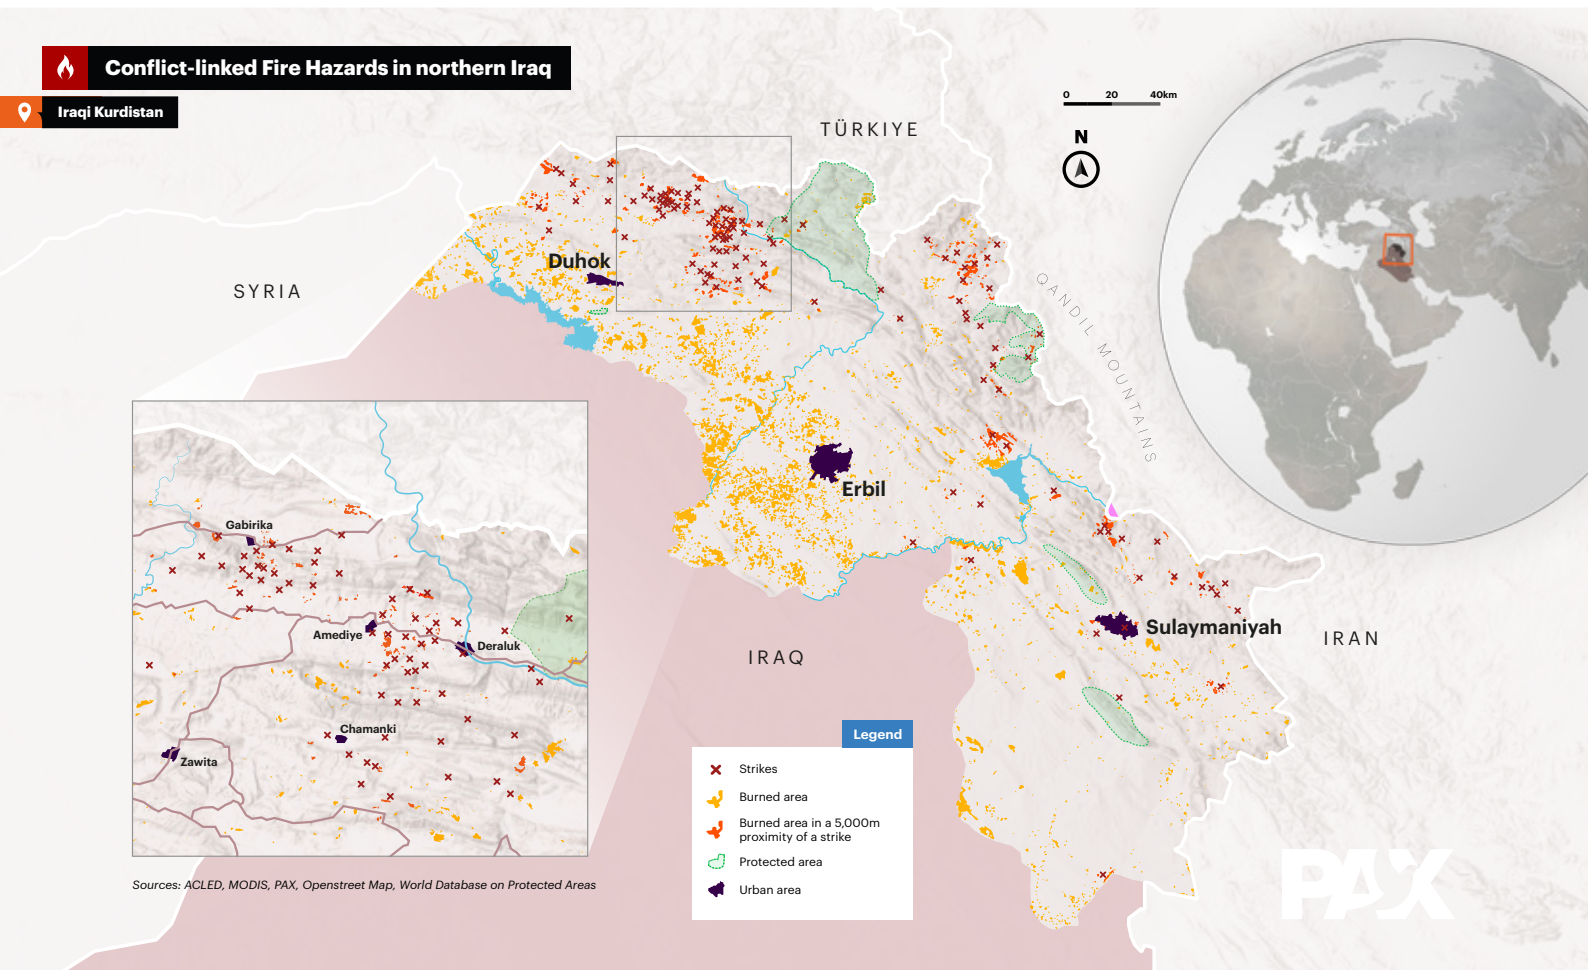 Conflict-linked Fire Hazards in northern Iraq
Iraqi Kurdistan
0 20 40km
N
TÜRKIYE
SYRIA
Duhok
QANDIL MOUNTAINS
Erbil
Gabirika
Amediye
Deraluk
Chamanki
Zawita
Sulaymaniyah
IRAN
IRAQ
Legend
Strikes
Burned area
Burned area in a 5,000m
proximity of a strike
Protected area
Urban area
Sources: ACLED, MODIS, PAX, Openstreet Map, World Database on Protected Areas
PAX